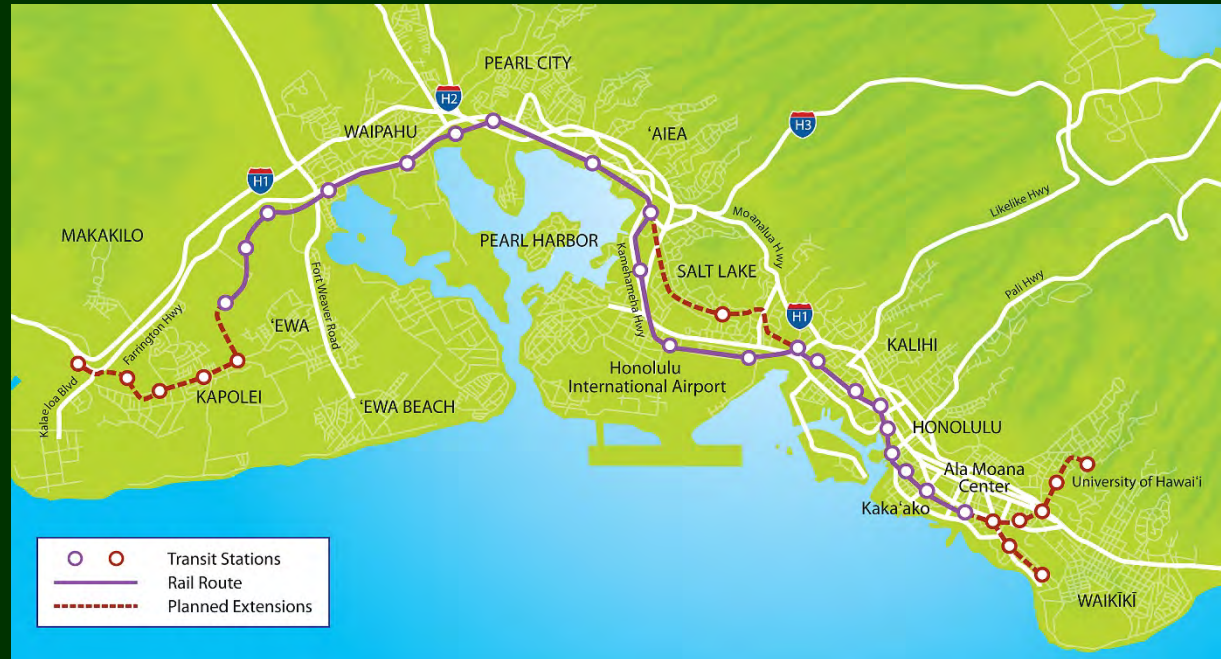 PEARL CITY
H2
WAIPAHU
'AIEA
H3
H1
Likelike Hwy
MAKAKILO
PEARL HARBOR
Moanalua Hwy
Kamehameha Hwy
SALT LAKE
Pali Hwy
Fort Weaver Road
Farrington Hwy
'EWA
H1
KALIHI
Honolulu
International Airport
Kalaeloa Blvd
KAPOLEI
'EWA BEACH
HONOLULU
Ala Moana
Center
University of Hawai'i
Kaka'ako
WAIKĪKĪ
Transit Stations
Rail Route
Planned Extensions